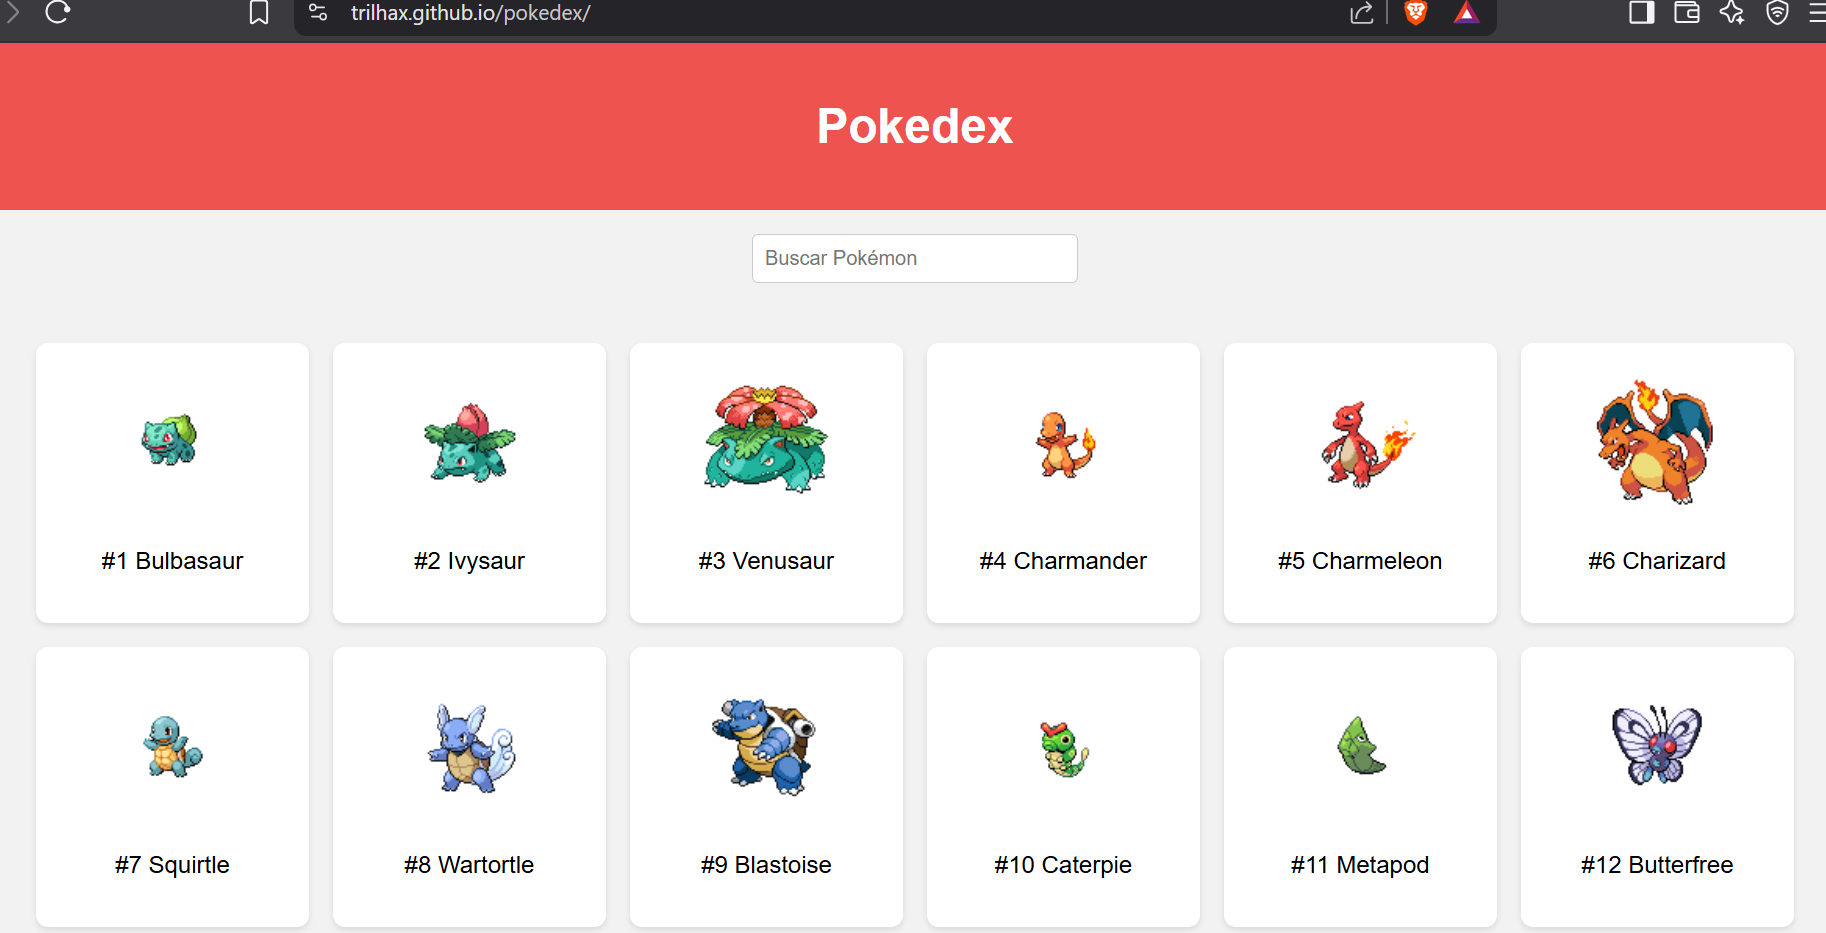 trilhax.github.io/pokedex/
Pokedex
Buscar Pokémon
#1 Bulbasaur
#2 Ivysaur
#3 Venusaur
#4 Charmander
#5 Charmeleon
#6 Charizard
#7 Squirtle
#8 Wartortle
#9 Blastoise
#10 Caterpie
#11 Metapod
#12 Butterfree